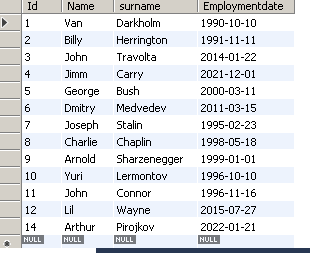 Id Name surname Employmentdate
1 Van Darkholm 1990-10-10
2 Billy Herrington 1991-11-11
3 John Travolta 2014-01-22
4 Jimm Carry 2021-12-01
5 George Bush 2000-03-11
6 Dmitry Medvedev 2011-03-15
7 Joseph Stalin 1995-02-23
8 Charlie Chaplin 1998-05-18
9 Arnold Sharzenegger 1999-01-01
10 Yuri Lermontov 1996-10-10
11 John Connor 1996-11-16
12 Lil Wayne 2015-07-27
14 Arthur Pirojkov 2022-01-21
NULL NULL NULL NULL